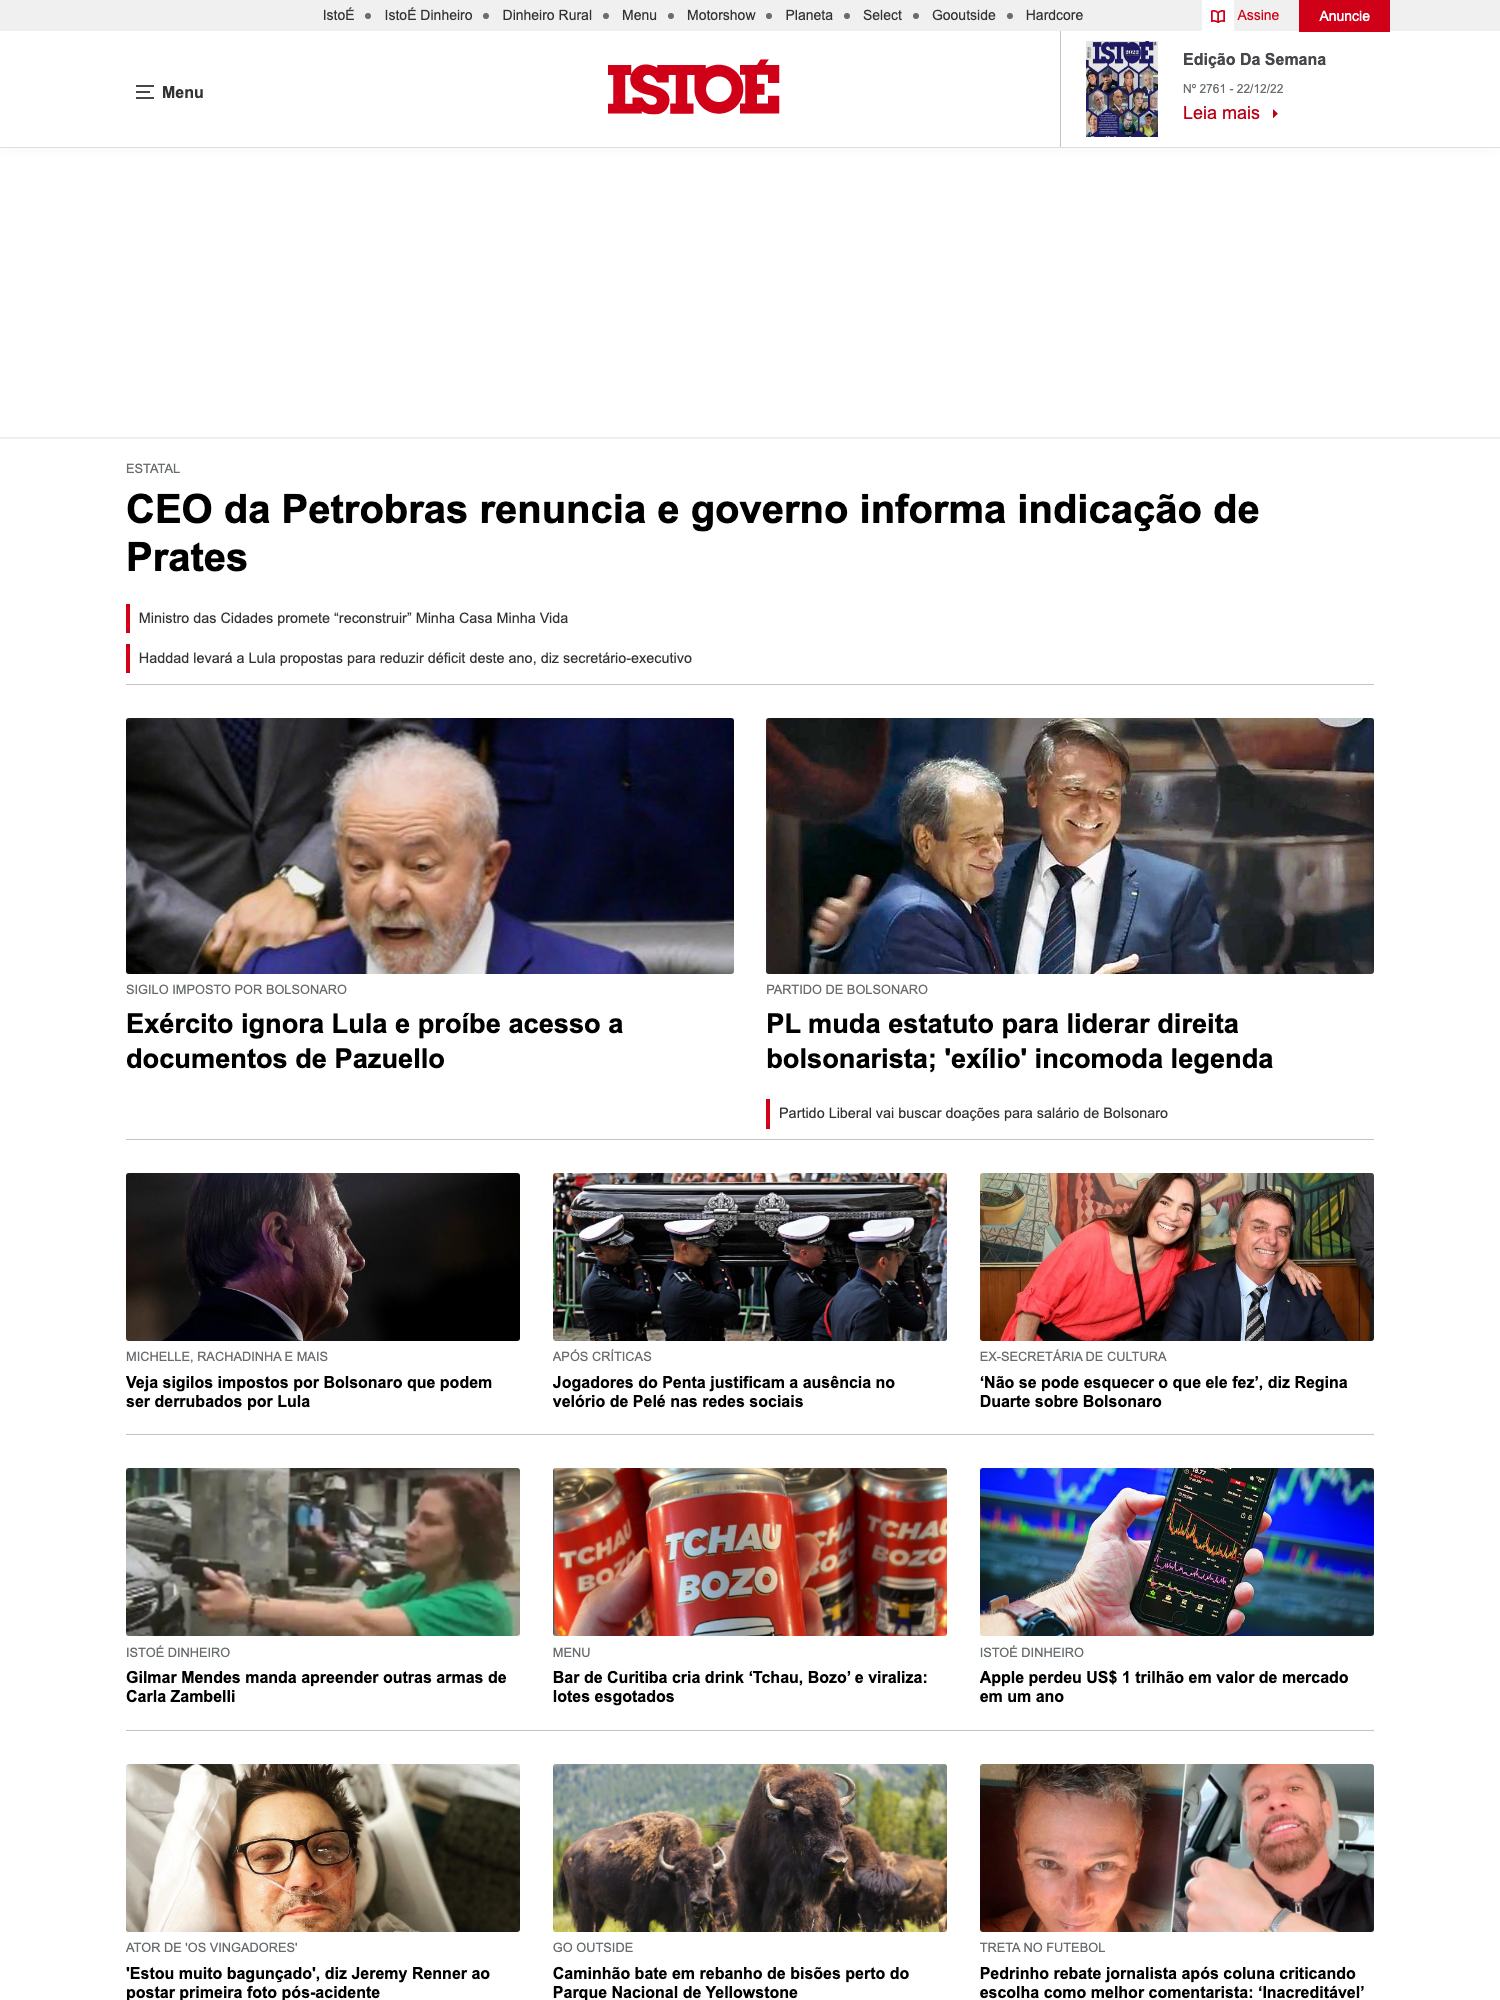 IstoÉ
IstoÉ Dinheiro
Dinheiro Rural
Menu
Motorshow
Planeta
Select
Gooutside
Hardcore
Assine
Anuncie
Menu
ISTOÉ
ISTOÉ
Edição Da Semana
Nº 2761 - 22/12/22
Leia mais
ESTATAL
CEO da Petrobras renuncia e governo informa indicação de
Prates
Ministro das Cidades promete “reconstruir” Minha Casa Minha Vida
Haddad levará a Lula propostas para reduzir déficit deste ano, diz secretário-executivo
SIGILO IMPOSTO POR BOLSONARO
Exército ignora Lula e proíbe acesso a
documentos de Pazuello
PARTIDO DE BOLSONARO
PL muda estatuto para liderar direita
bolsonarista; 'exílio' incomoda legenda
Partido Liberal vai buscar doações para salário de Bolsonaro
MICHELLE, RACHADINHA E MAIS
Veja sigilos impostos por Bolsonaro que podem
ser derrubados por Lula
APÓS CRÍTICAS
Jogadores do Penta justificam a ausência no
velório de Pelé nas redes sociais
EX-SECRETÁRIA DE CULTURA
‘Não se pode esquecer o que ele fez’, diz Regina
Duarte sobre Bolsonaro
TCHAU
BOZO
TCHAU
BOZO
TCHAU
BOZO
ISTOÉ DINHEIRO
Gilmar Mendes manda apreender outras armas de
Carla Zambelli
MENU
Bar de Curitiba cria drink ‘Tchau, Bozo’ e viraliza:
lotes esgotados
ISTOÉ DINHEIRO
Apple perdeu US$ 1 trilhão em valor de mercado
em um ano
ATOR DE 'OS VINGADORES'
'Estou muito bagunçado', diz Jeremy Renner ao
postar primeira foto pós-acidente
GO OUTSIDE
Caminhão bate em rebanho de bisões perto do
Parque Nacional de Yellowstone
TRETA NO FUTEBOL
Pedrinho rebate jornalista após coluna criticando
escolha como melhor comentarista: ‘Inacreditável’